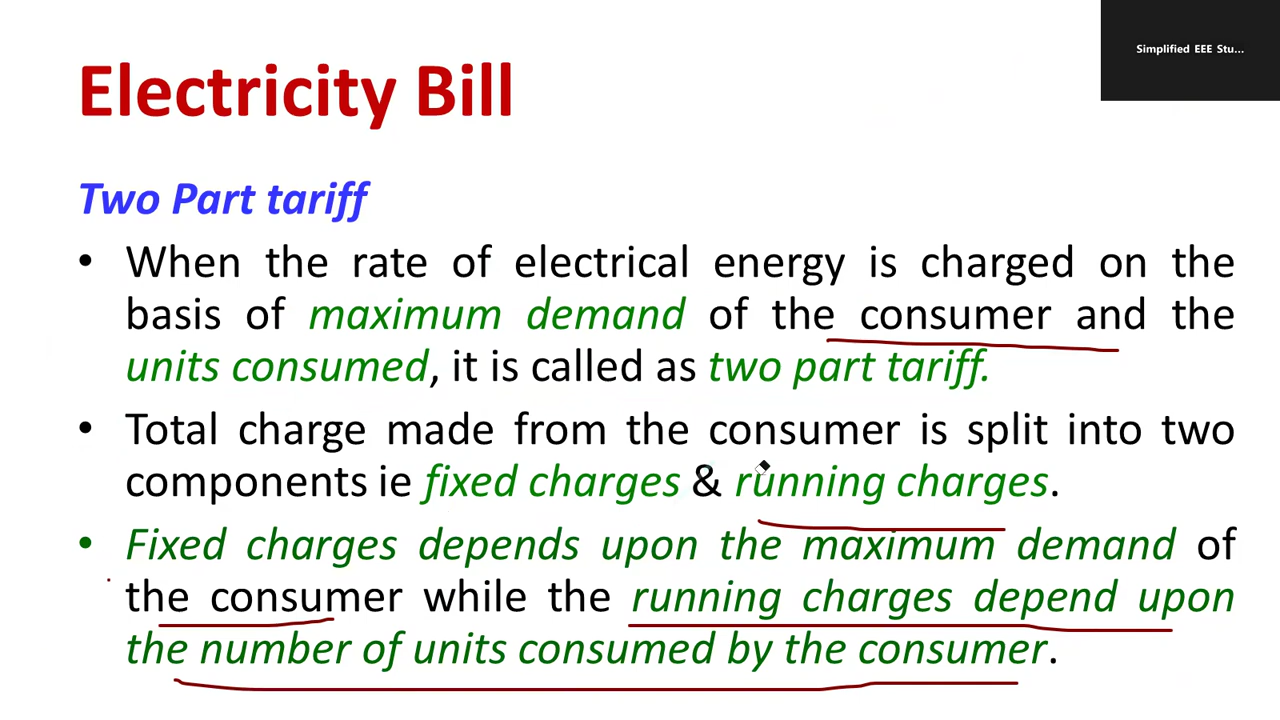 Simplified EEE Stu...
Electricity Bill
Two Part tariff
• When the rate of electrical energy is charged on the
basis of maximum demand of the consumer and the
units consumed, it is called as two part tariff.
• Total charge made from the consumer is split into two
components ie fixed charges & running charges.
• Fixed charges depends upon the maximum demand of
the consumer while the running charges depend upon
the number of units consumed by the consumer.